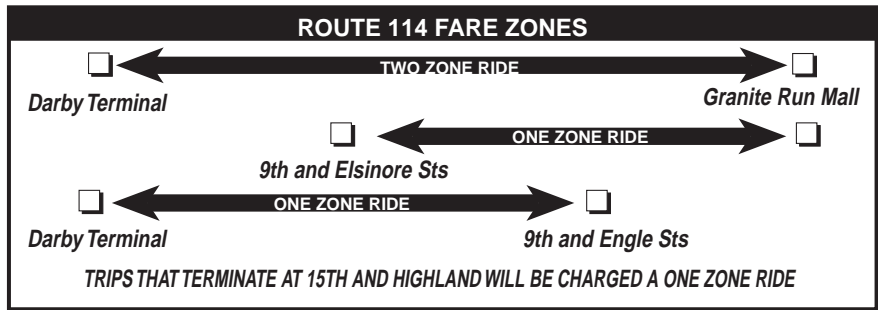 ROUTE 114 FARE ZONES
TWO ZONE RIDE
Darby Terminal
Granite Run Mall
ONE ZONE RIDE
9th and Elsinore Sts
ONE ZONE RIDE
Darby Terminal
9th and Engle Sts
TRIPS THAT TERMINATE AT 15TH AND HIGHLAND WILL BE CHARGED A ONE ZONE RIDE